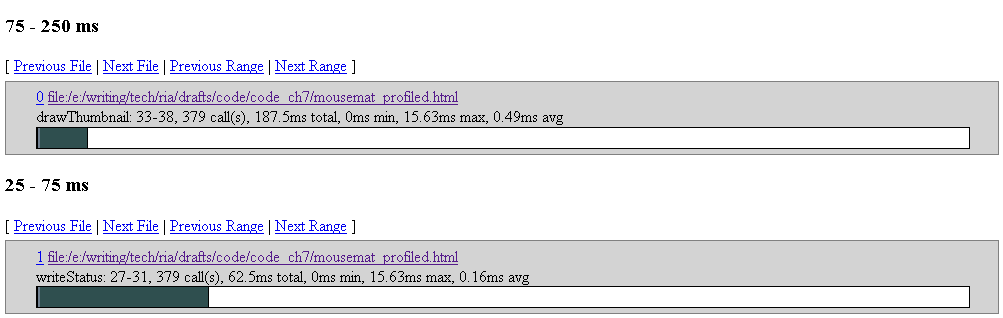 75 - 250 ms
[ Previous File | Next File | Previous Range | Next Range ]
0 file:/e:/writing/tech/ria/drafts/code/code_ch7/mousemat_profiled.html
drawThumbnail: 33-38, 379 call(s), 187.5ms total, 0ms min, 15.63ms max, 0.49ms avg
25 - 75 ms
[ Previous File | Next File | Previous Range | Next Range ]
1 file:/e:/writing/tech/ria/drafts/code/code_ch7/mousemat_profiled.html
writeStatus: 27-31, 379 call(s), 62.5ms total, 0ms min, 15.63ms max, 0.16ms avg